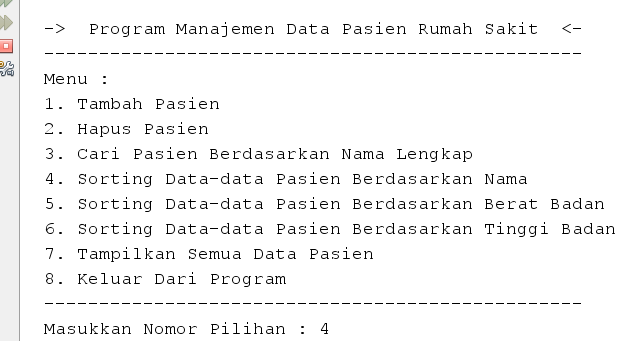 ->  Program Manajemen Data Pasien Rumah Sakit  <-
-------------------------------------------------
Menu :
1. Tambah Pasien
2. Hapus Pasien
3. Cari Pasien Berdasarkan Nama Lengkap
4. Sorting Data-data Pasien Berdasarkan Nama
5. Sorting Data-data Pasien Berdasarkan Berat Badan
6. Sorting Data-data Pasien Berdasarkan Tinggi Badan
7. Tampilkan Semua Data Pasien
8. Keluar Dari Program
-------------------------------------------------
Masukkan Nomor Pilihan : 4